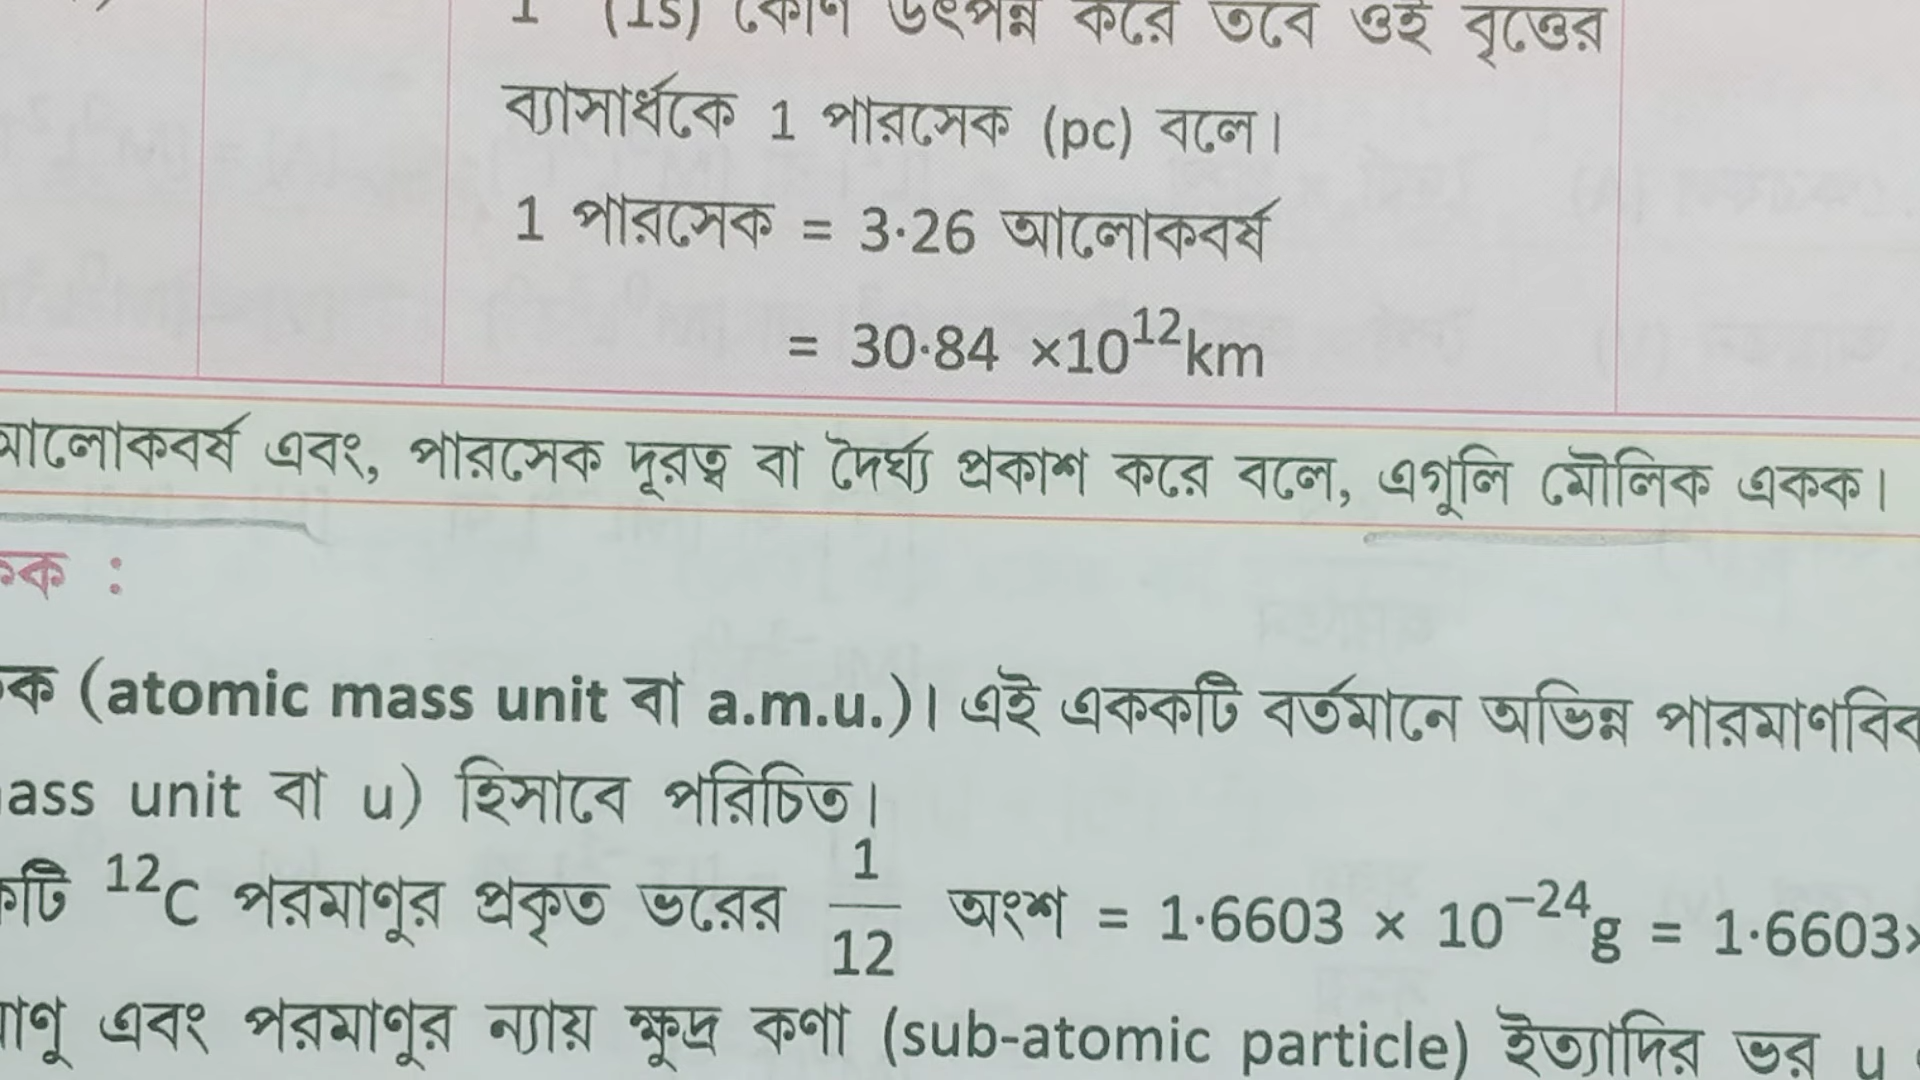 1 (1s) কোণ উৎপন্ন করে তবে ওই বৃত্তের
ব্যাসার্ধকে 1 পারসেক (pc) বলে।
1 পারসেক = 3·26 আলোকবর্ষ
= 30·84 ×10¹²km
আলোকবর্ষ এবং, পারসেক দূরত্ব বা দৈর্ঘ্য প্রকাশ করে বলে, এগুলি মৌলিক একক।
কক :
ক (atomic mass unit বা a.m.u.)। এই এককটি বর্তমানে অভিন্ন পারমাণবিক
ass unit বা u) হিসাবে পরিচিত।
কটি ¹²C পরমাণুর প্রকৃত ভরের 1/12 অংশ = 1·6603 × 10⁻²⁴g = 1·6603×
মাণু এবং পরমাণুর ন্যায় ক্ষুদ্র কণা (sub-atomic particle) ইত্যাদির ভর u